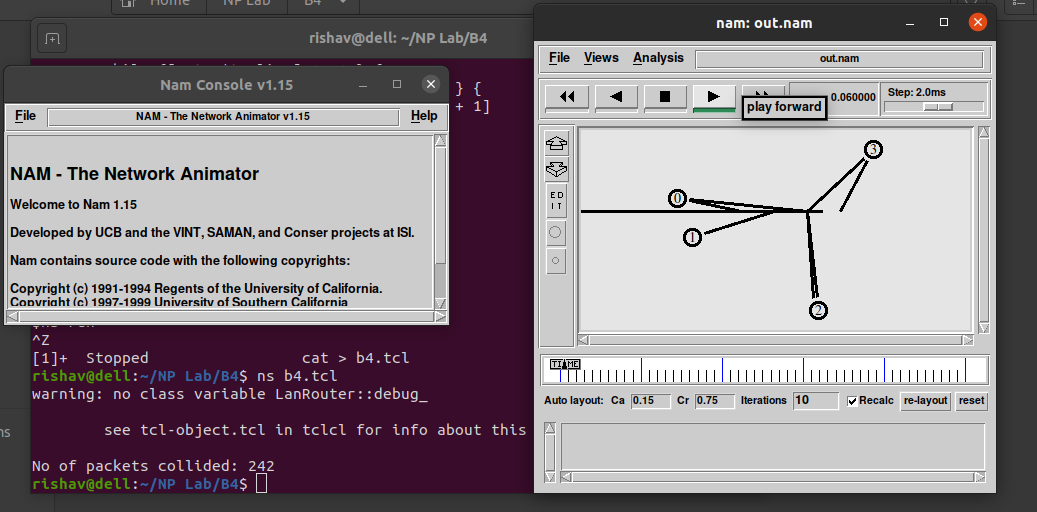 Home
NP Lab
B4
rishav@dell: ~/NP Lab/B4
} {
+ 1]
Nam Console v1.15
File
NAM - The Network Animator v1.15
Help
NAM - The Network Animator
Welcome to Nam 1.15
Developed by UCB and the VINT, SAMAN, and Conser projects at ISI.
Nam contains source code with the following copyrights:
Copyright (c) 1991-1994 Regents of the University of California.
Copyright (c) 1997-1999 University of Southern California
^Z
[1]+  Stopped                 cat > b4.tcl
rishav@dell:~/NP Lab/B4$ ns b4.tcl
warning: no class variable LanRouter::debug_
see tcl-object.tcl in tclcl for info about this
No of packets collided: 242
rishav@dell:~/NP Lab/B4$
nam: out.nam
File Views Analysis
out.nam
0.060000
Step: 2.0ms
play forward
ED
IT
3
0
1
2
TIME
Auto layout: Ca 0.15 Cr 0.75 Iterations 10 Recalc re-layout reset